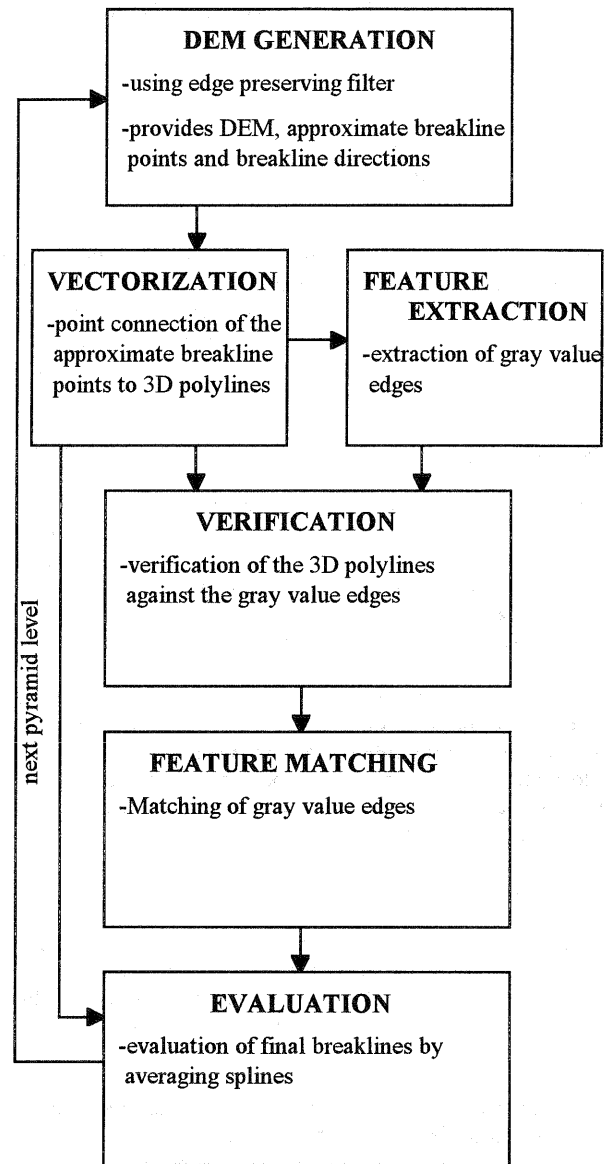 DEM GENERATION
-using edge preserving filter
-provides DEM, approximate breakline
points and breakline directions
VECTORIZATION
-point connection of the
approximate breakline
points to 3D polylines
FEATURE
EXTRACTION
-extraction of gray value
edges
VERIFICATION
-verification of the 3D polylines
against the gray value edges
next pyramid level
FEATURE MATCHING
-Matching of gray value edges
EVALUATION
-evaluation of final breaklines by
averaging splines